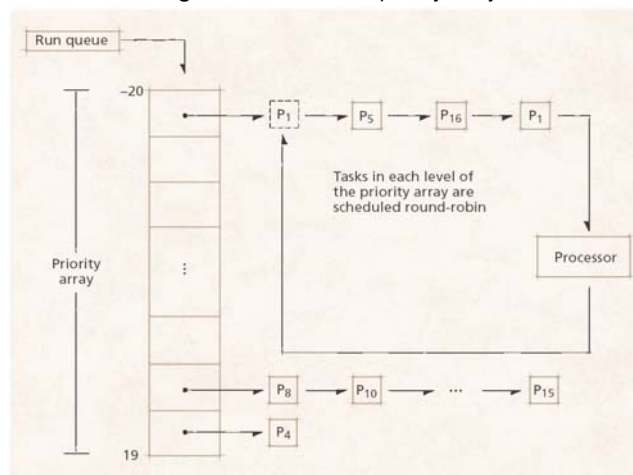 Run queue
–20
P1
P5
P16
P1
Tasks in each level of
the priority array are
scheduled round-robin
Processor
Priority
array
⋮
P8
P10
...
P15
P4
19